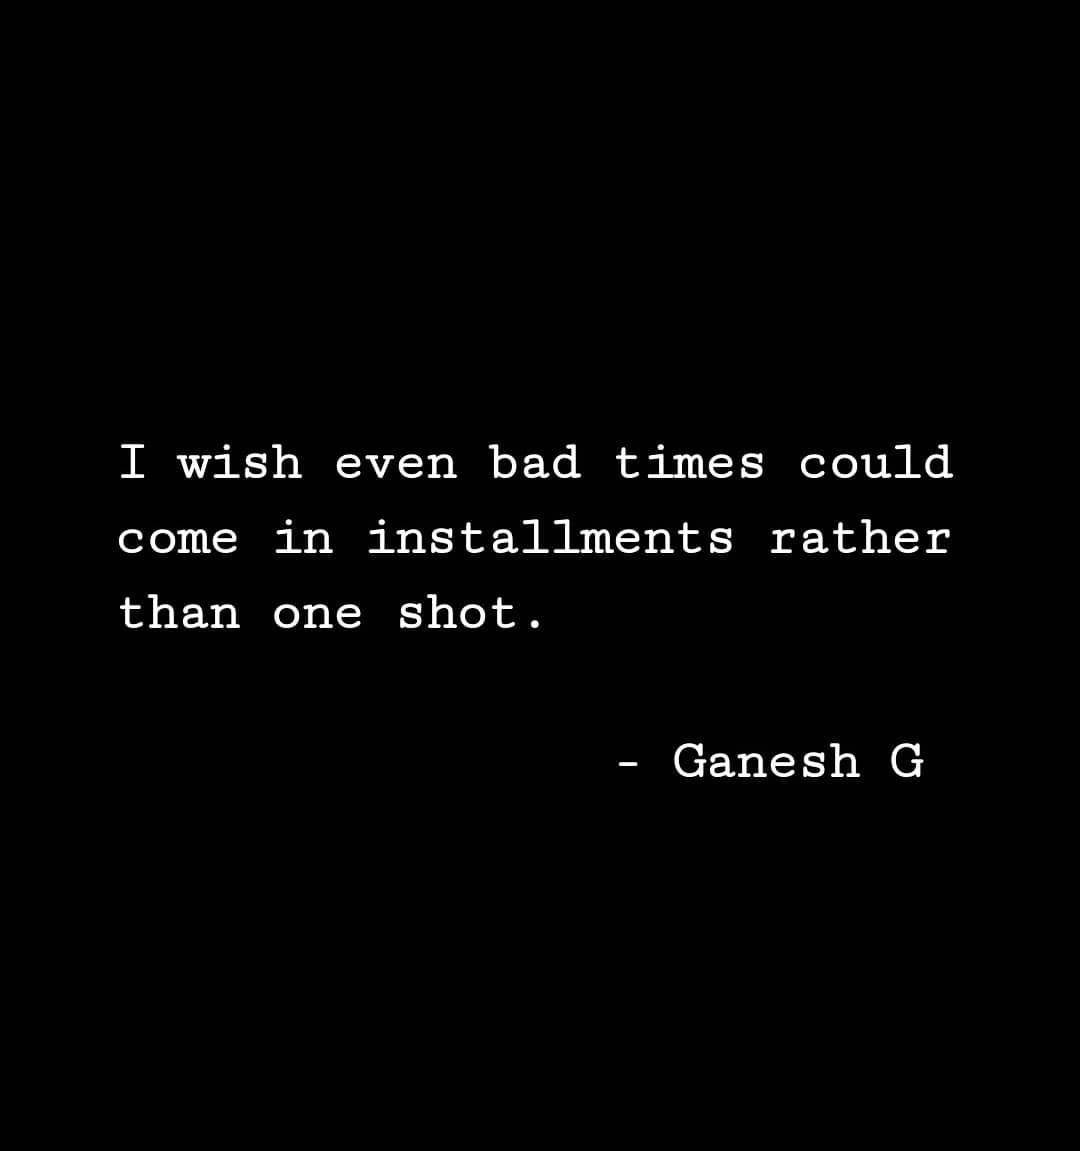 I wish even bad times could
come in installments rather
than one shot.
- Ganesh G